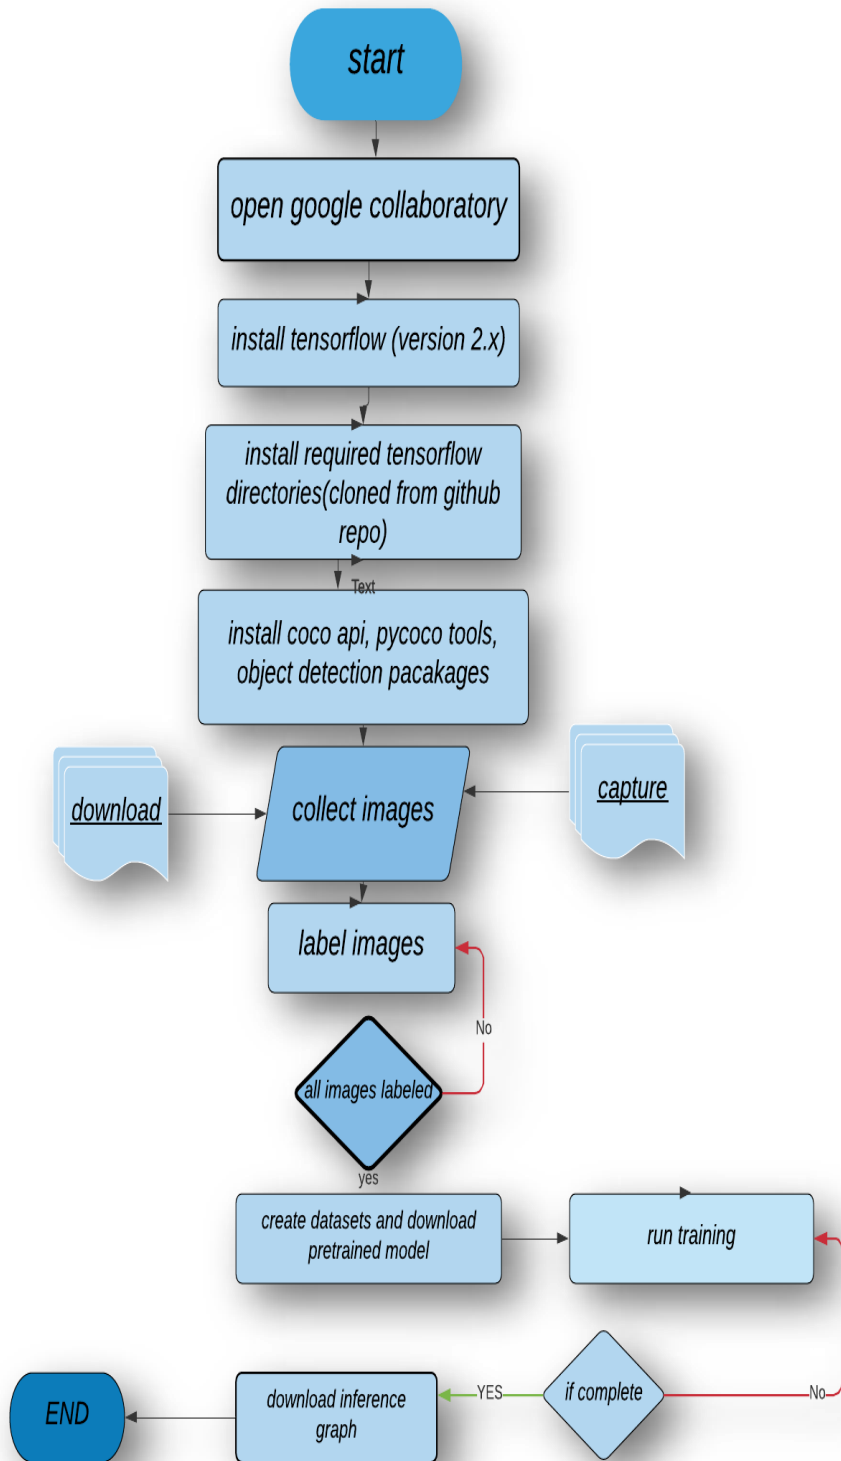 start
open google collaboratory
install tensorflow (version 2.x)
install required tensorflow
directories(cloned from github
repo)
Text
install coco api, pycoco tools,
object detection pacakages
download
collect images
capture
label images
No
all images labeled
yes
create datasets and download
pretrained model
run training
END
download inference
graph
YES
if complete
No